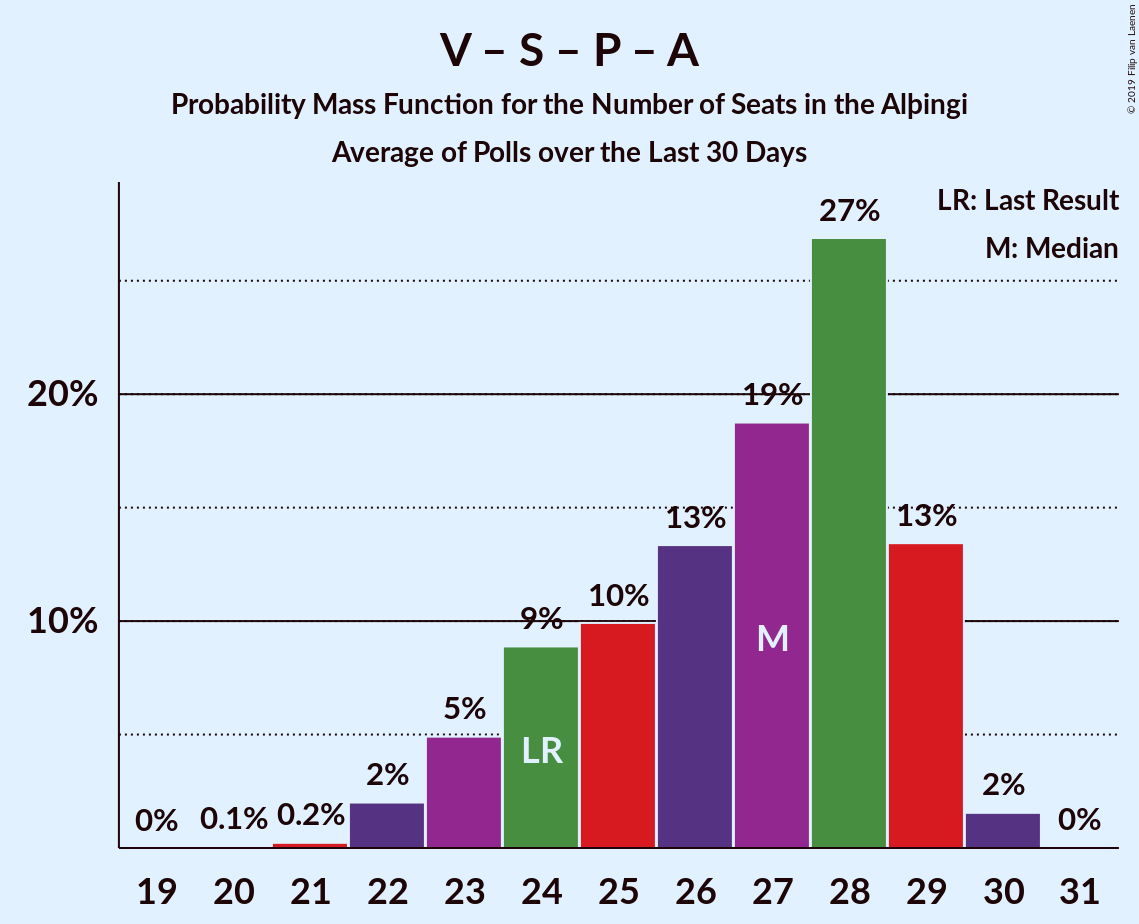 V – S – P – A
Probability Mass Function for the Number of Seats in the Alþingi
Average of Polls over the Last 30 Days
© 2019 Filip van Laenen
LR: Last Result
M: Median
27%
20%
19%
13%
13%
10%
10%
9%
5%
2%
2%
0%
0.1%
0.2%
0%
M
LR
19 20 21 22 23 24 25 26 27 28 29 30 31